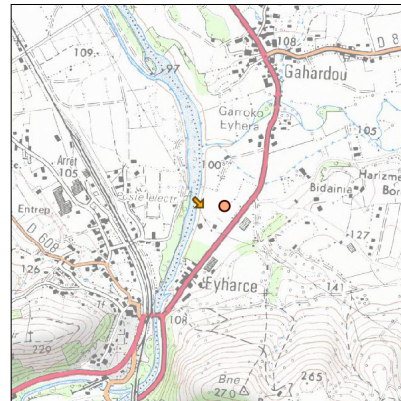 108
D 8
Gahardou
109
97
Garroko
Eyhera
105
100
Arrêt
105
Bidainia
Harizme
Bor
Entrep
D 608
127
126
Eyharce
141
108
229
265
Bne
270